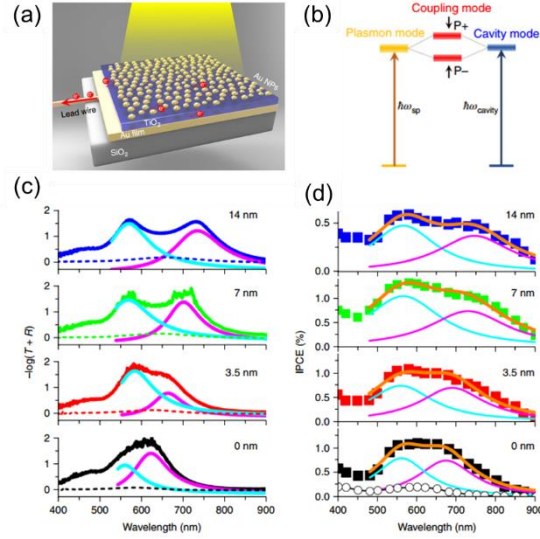 (a)
Au NPs
Lead wire
TiO2
Au film
SiO2
(b)
Coupling mode
P+
Plasmon mode
Cavity mode
P−
ℏωsp
ℏωcavity
(c)
14 nm
2
1
0
7 nm
2
1
0
3.5 nm
2
1
0
0 nm
2
1
0
−log(T + R)
400 500 600 700 800 900
Wavelength (nm)
(d)
14 nm
0.5
0.0
7 nm
1.0
0.5
0.0
3.5 nm
1.0
0.5
0.0
0 nm
1.0
0.5
0.0
IPCE (%)
400 500 600 700 800 900
Wavelength (nm)